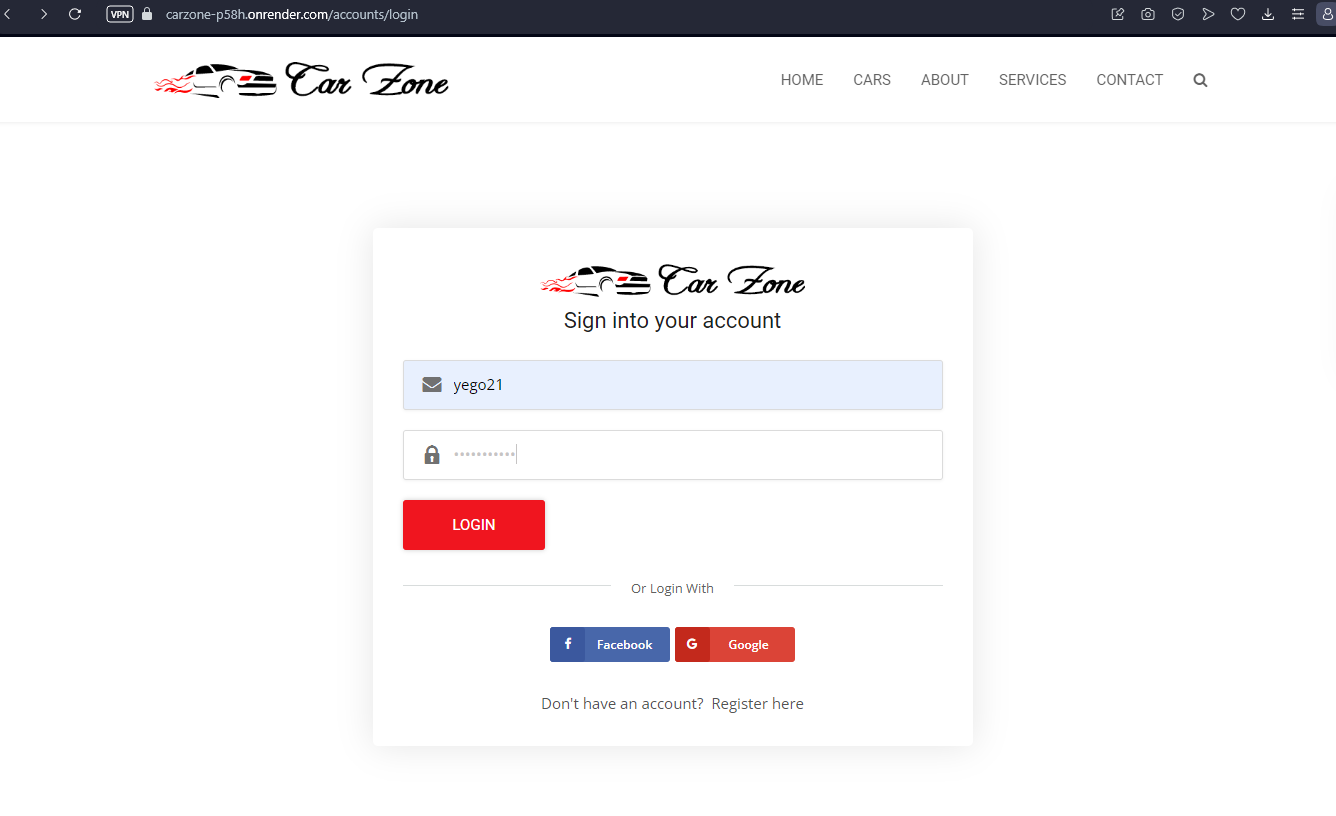 VPN carzone-p58h.onrender.com/accounts/login
Car Zone HOME CARS ABOUT SERVICES CONTACT
Car Zone
Sign into your account
yego21
•••••••••••
LOGIN
Or Login With
f Facebook G Google
Don't have an account? Register here